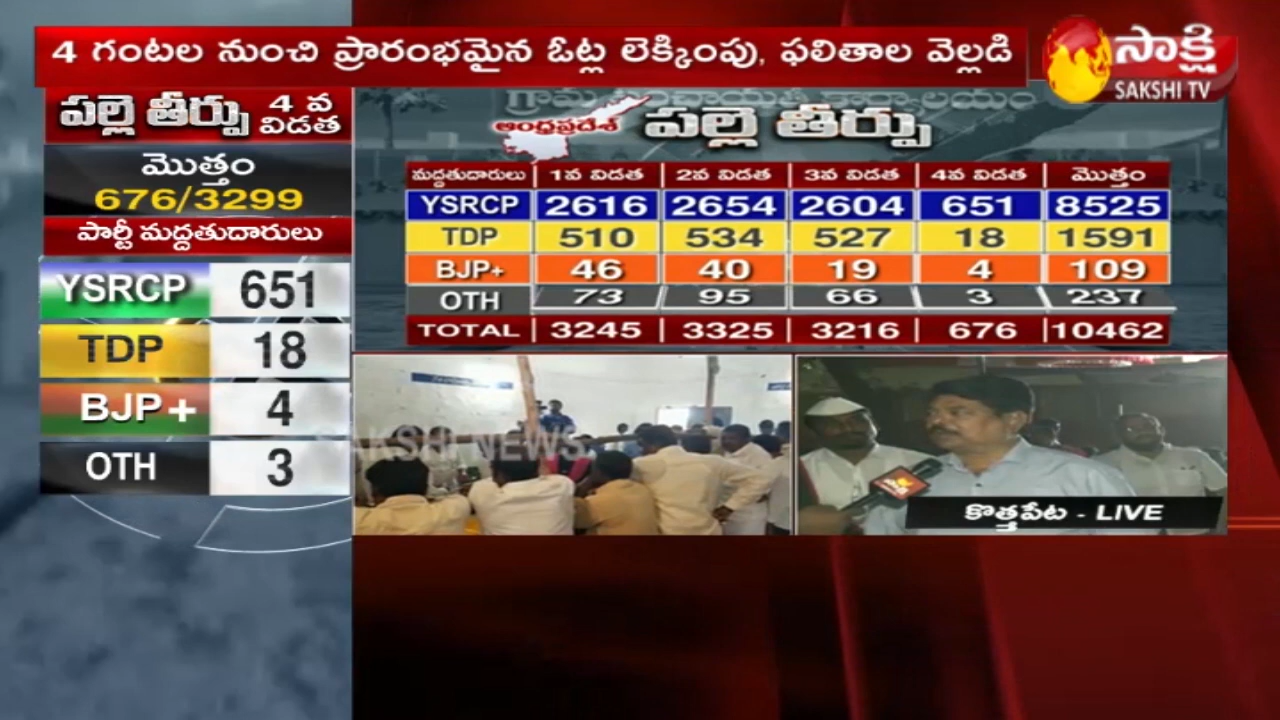 4 గంటల నుంచి ప్రారంభమైన ఓట్ల లెక్కింపు, ఫలితాల వెల్లడి
సాక్షి
SAKSHI TV
పల్లె తీర్పు 4 వ విడత
మొత్తం
676/3299
పార్టీ మద్దతుదారులు
YSRCP 651
TDP 18
BJP+ 4
OTH 3
గ్రామ పంచాయతీ కార్యాలయం
ఆంధ్రప్రదేశ్ పల్లె తీర్పు
మద్దతుదారులు 1వ విడత 2వ విడత 3వ విడత 4వ విడత మొత్తం
YSRCP 2616 2654 2604 651 8525
TDP 510 534 527 18 1591
BJP+ 46 40 19 4 109
OTH 73 95 66 3 237
TOTAL 3245 3325 3216 676 10462
SAKSHI NEWS
సాక్షి
కొత్తపేట - LIVE